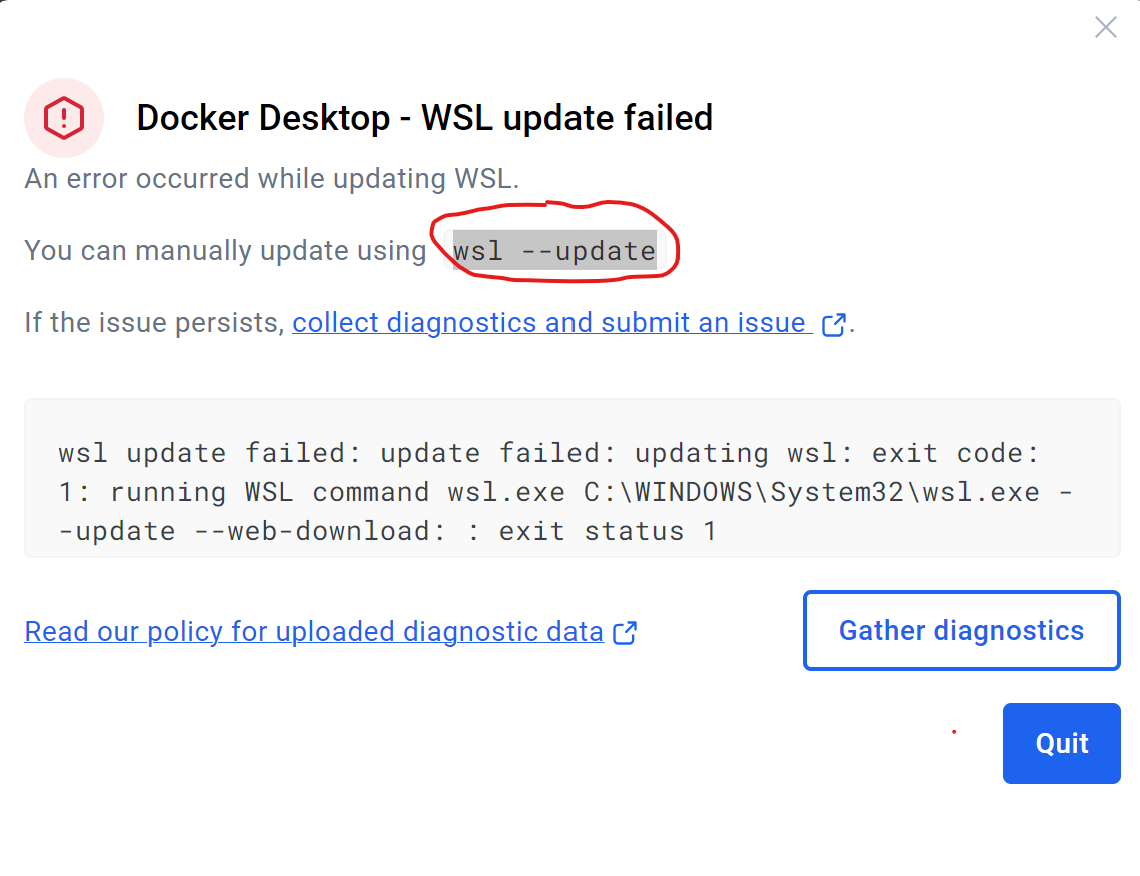 Docker Desktop - WSL update failed
An error occurred while updating WSL.
You can manually update using wsl --update
If the issue persists, collect diagnostics and submit an issue .
wsl update failed: update failed: updating wsl: exit code:
1: running WSL command wsl.exe C:\WINDOWS\System32\wsl.exe -
-update --web-download: : exit status 1
Read our policy for uploaded diagnostic data
Gather diagnostics
Quit